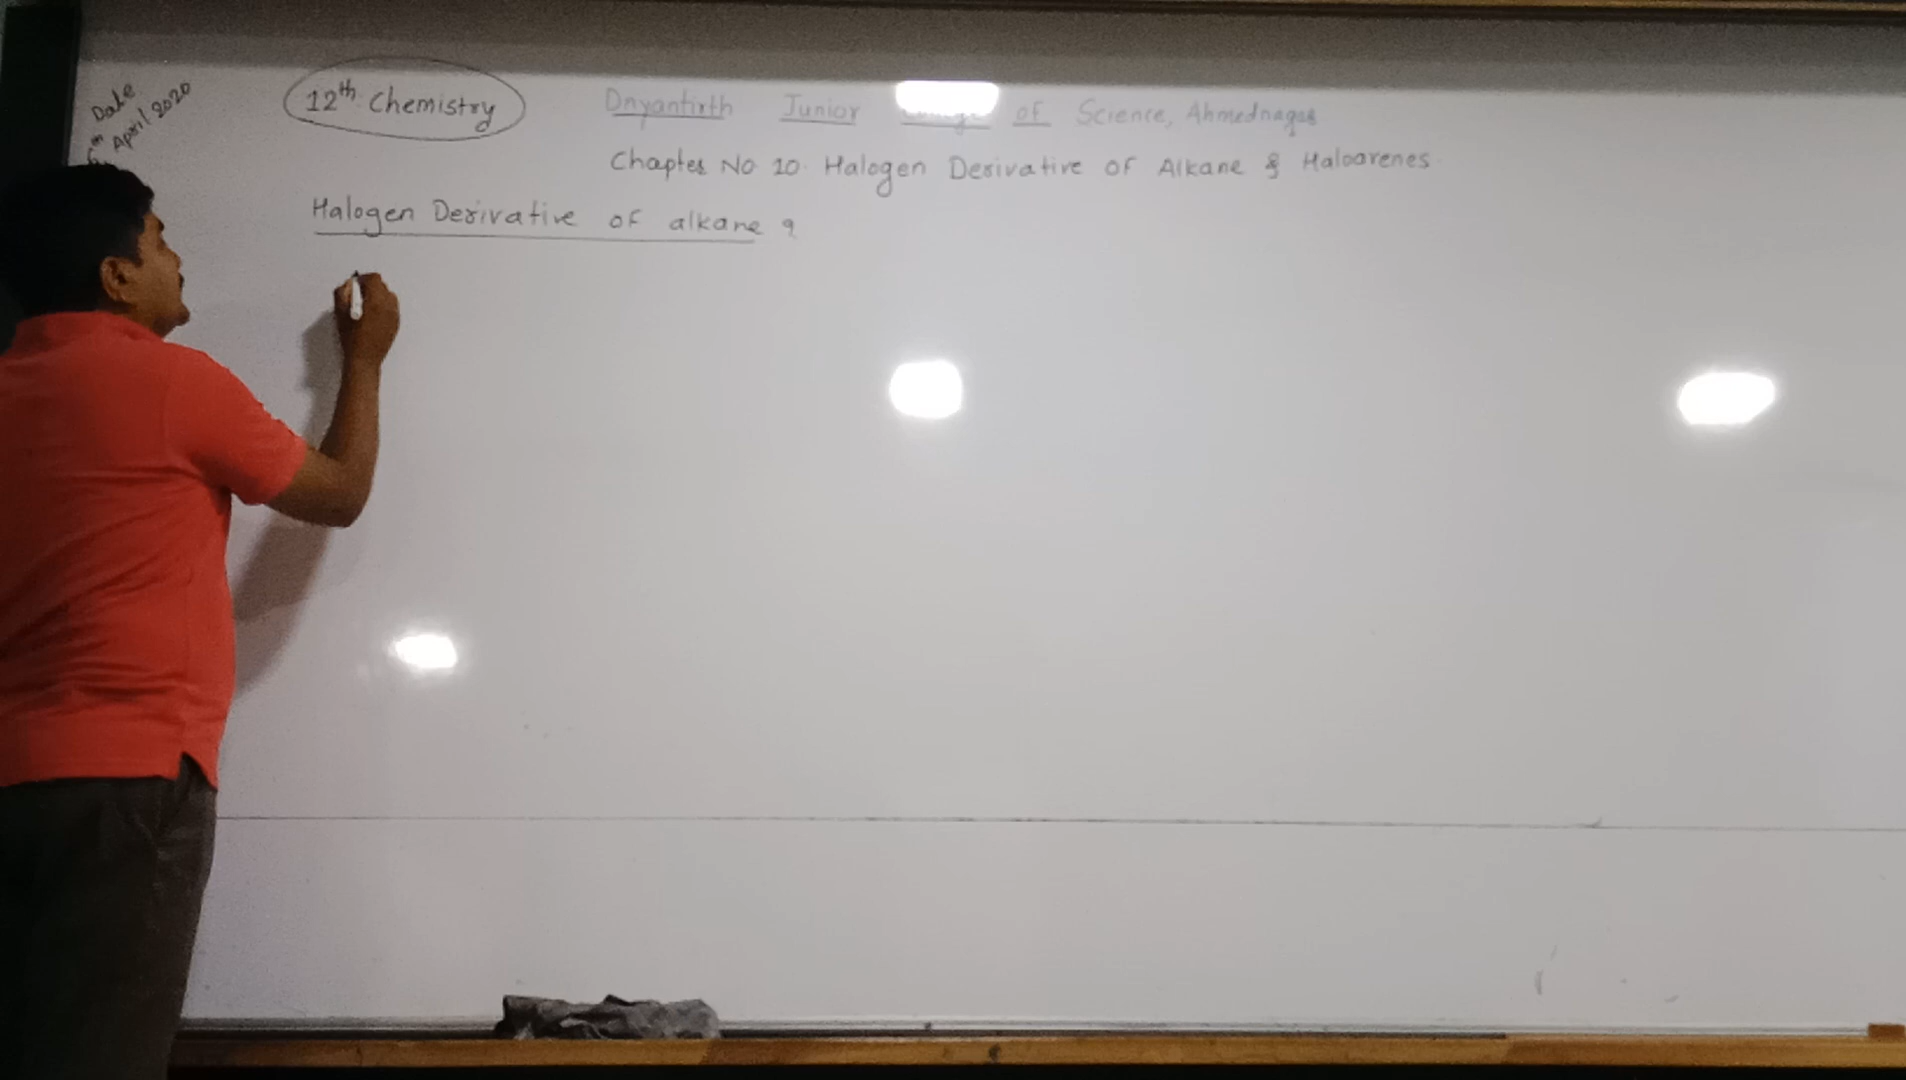 Date
April 2020
12th Chemistry
Dnyantirth Junior College of Science, Ahmednagar
Chapter No 10. Halogen Derivative of Alkane & Haloarenes
Halogen Derivative of alkane ?